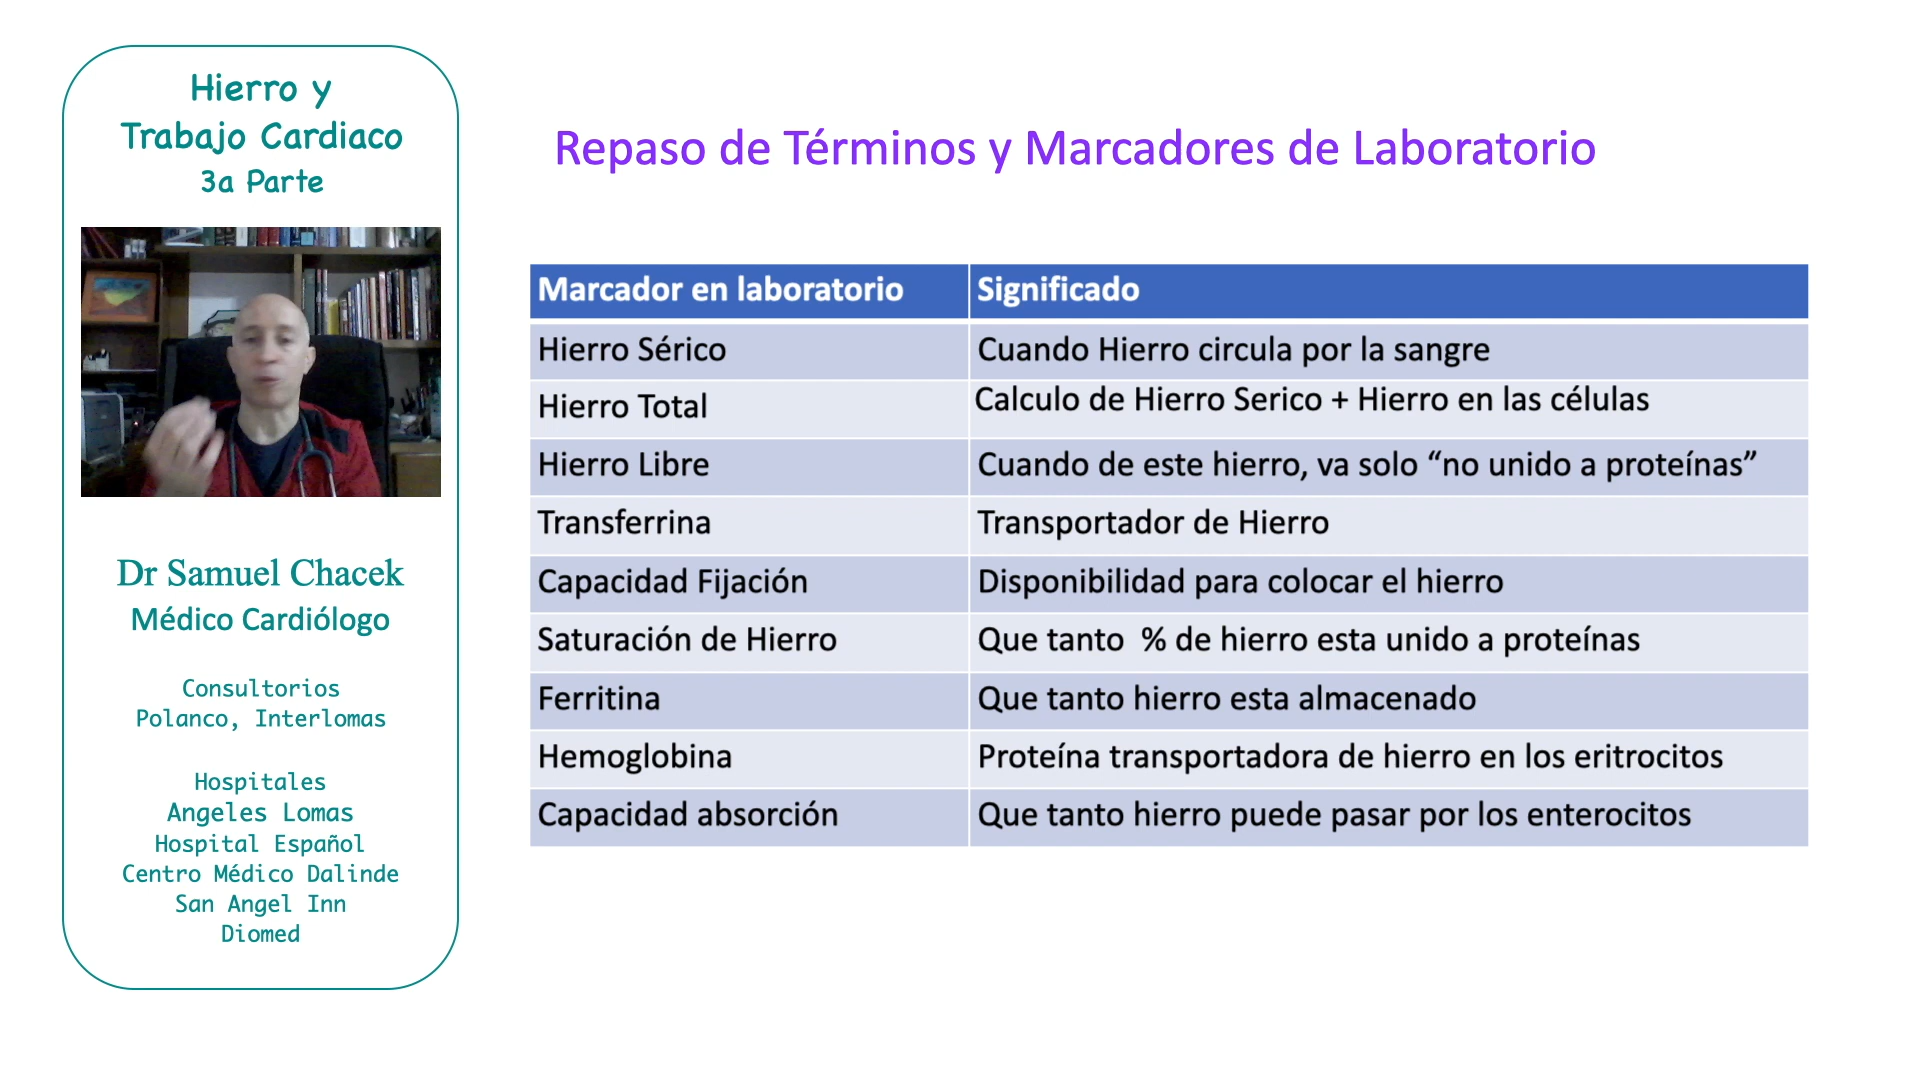 Hierro y
Trabajo Cardiaco
3a Parte
Dr Samuel Chacek
Médico Cardiólogo
Consultorios
Polanco, Interlomas
Hospitales
Angeles Lomas
Hospital Español
Centro Médico Dalinde
San Angel Inn
Diomed
Repaso de Términos y Marcadores de Laboratorio
Marcador en laboratorio Significado
Hierro Sérico Cuando Hierro circula por la sangre
Hierro Total Calculo de Hierro Serico + Hierro en las células
Hierro Libre Cuando de este hierro, va solo “no unido a proteínas”
Transferrina Transportador de Hierro
Capacidad Fijación Disponibilidad para colocar el hierro
Saturación de Hierro Que tanto % de hierro esta unido a proteínas
Ferritina Que tanto hierro esta almacenado
Hemoglobina Proteína transportadora de hierro en los eritrocitos
Capacidad absorción Que tanto hierro puede pasar por los enterocitos